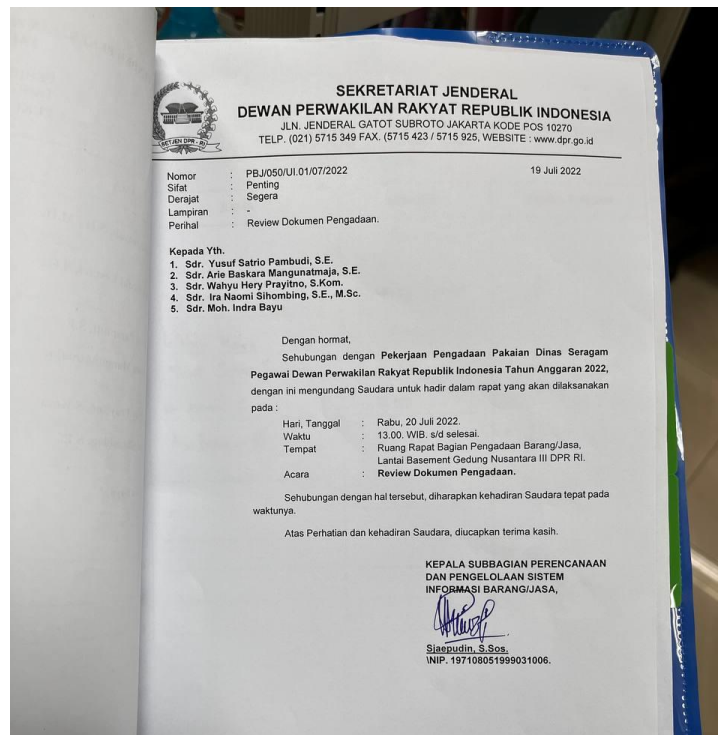 SEKRETARIAT JENDERAL
DEWAN PERWAKILAN RAKYAT REPUBLIK INDONESIA
JLN. JENDERAL GATOT SUBROTO JAKARTA KODE POS 10270
TELP. (021) 5715 349 FAX. (5715 423 / 5715 925, WEBSITE : www.dpr.go.id
SETJEN DPR - RI
Nomor : PBJ/050/UI.01/07/2022 19 Juli 2022
Sifat : Penting
Derajat : Segera
Lampiran : -
Perihal : Review Dokumen Pengadaan.
Kepada Yth.
1. Sdr. Yusuf Satrio Pambudi, S.E.
2. Sdr. Arie Baskara Mangunatmaja, S.E.
3. Sdr. Wahyu Hery Prayitno, S.Kom.
4. Sdr. Ira Naomi Sihombing, S.E., M.Sc.
5. Sdr. Moh. Indra Bayu
Dengan hormat,
Sehubungan dengan Pekerjaan Pengadaan Pakaian Dinas Seragam
Pegawai Dewan Perwakilan Rakyat Republik Indonesia Tahun Anggaran 2022,
dengan ini mengundang Saudara untuk hadir dalam rapat yang akan dilaksanakan
pada :
Hari, Tanggal : Rabu, 20 Juli 2022.
Waktu : 13.00. WIB. s/d selesai.
Tempat : Ruang Rapat Bagian Pengadaan Barang/Jasa,
Lantai Basement Gedung Nusantara III DPR RI.
Acara : Review Dokumen Pengadaan.
Sehubungan dengan hal tersebut, diharapkan kehadiran Saudara tepat pada
waktunya.
Atas Perhatian dan kehadiran Saudara, diucapkan terima kasih.
KEPALA SUBBAGIAN PERENCANAAN
DAN PENGELOLAAN SISTEM
INFORMASI BARANG/JASA,
Sjaepudin, S.Sos.
\NIP. 197108051999031006.